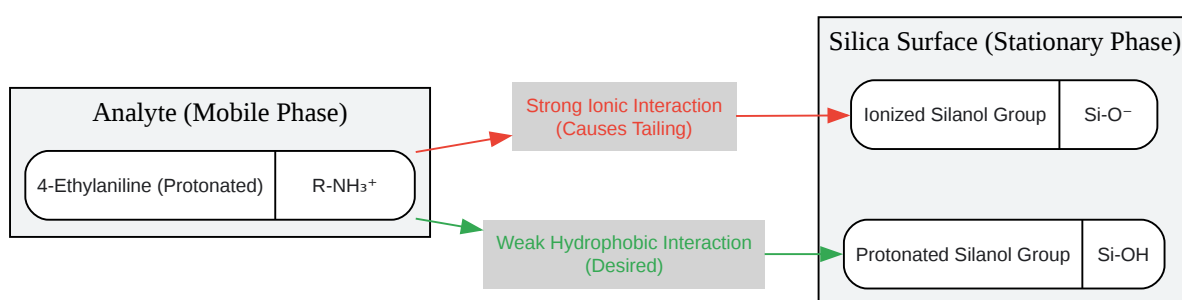 Analyte (Mobile Phase)
4-Ethylaniline (Protonated)
R-NH₃⁺
Strong Ionic Interaction
(Causes Tailing)
Weak Hydrophobic Interaction
(Desired)
Silica Surface (Stationary Phase)
Ionized Silanol Group
Si-O⁻
Protonated Silanol Group
Si-OH